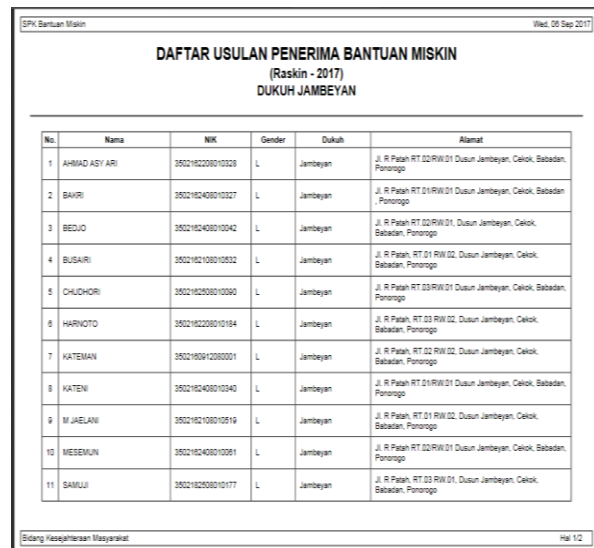 SPK Bantuan Miskin Wed, 06 Sep 2017
DAFTAR USULAN PENERIMA BANTUAN MISKIN
(Raskin - 2017)
DUKUH JAMBEYAN
No. Nama NIK Gender Dukuh Alamat
1 AHMAD ASY ARI 3502162208010328 L Jambeyan Jl. R Patah RT.02/RW.01 Dusun Jambeyan, Cekok, Babadan,
Ponorogo
2 BAKRI 3502162408010327 L Jambeyan Jl. R Patah RT.01/RW.01 Dusun Jambeyan, Cekok, Babadan
, Ponorogo
3 BEDJO 3502162408010042 L Jambeyan Jl. R Patah RT.02/RW.01, Dusun Jambeyan, Cekok,
Babadan, Ponorogo
4 BUSAIRI 3502162108010532 L Jambeyan Jl. R Patah, RT.01 RW.02, Dusun Jambeyan, Cekok,
Babadan, Ponorogo
5 CHUDHORI 3502162508010090 L Jambeyan Jl. R Patah RT.03/RW.01 Dusun Jambeyan, Cekok, Babadan,
Ponorogo
6 HARNOTO 3502162208010184 L Jambeyan Jl. R Patah, RT.03 RW.02, Dusun Jambeyan, Cekok,
Babadan, Ponorogo
7 KATEMAN 3502160912080001 L Jambeyan Jl. R Patah, RT.02 RW.02, Dusun Jambeyan, Cekok,
Babadan, Ponorogo
8 KATENI 3502162408010340 L Jambeyan Jl. R Patah RT.01/RW.01 Dusun Jambeyan, Cekok, Babadan,
Ponorogo
9 M JAELANI 3502162108010519 L Jambeyan Jl. R Patah, RT.01 RW.02, Dusun Jambeyan, Cekok,
Babadan, Ponorogo
10 MESEMUN 3502162408010061 L Jambeyan Jl. R Patah RT.02/RW.01 Dusun Jambeyan, Cekok, Babadan,
Ponorogo
11 SAMUJI 3502182508010177 L Jambeyan Jl. R Patah, RT.03 RW.01, Dusun Jambeyan, Cekok,
Babadan, Ponorogo
Bidang Kesejahteraan Masyarakat Hal 1/2